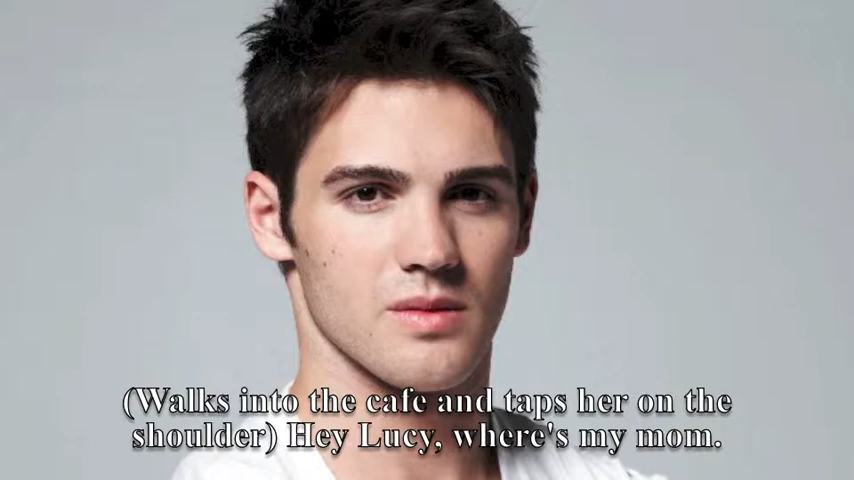 (Walks into the cafe and taps her on the
shoulder) Hey Lucy, where's my mom.